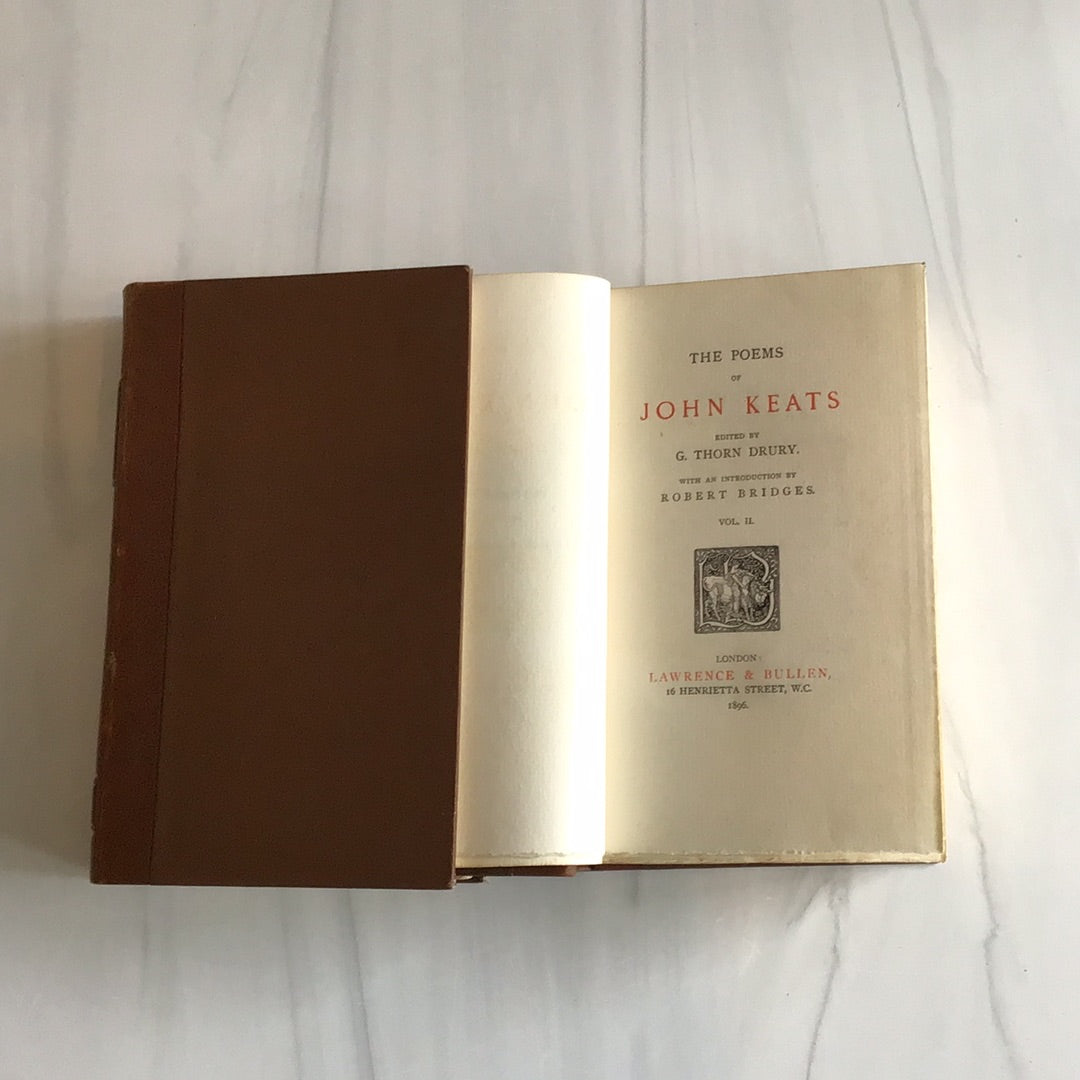 THE POEMS
OF
JOHN KEATS
EDITED BY
G. THORN DRURY.
WITH AN INTRODUCTION BY
ROBERT BRIDGES.
VOL. II.
LONDON:
LAWRENCE & BULLEN,
16 HENRIETTA STREET, W.C.
1896.